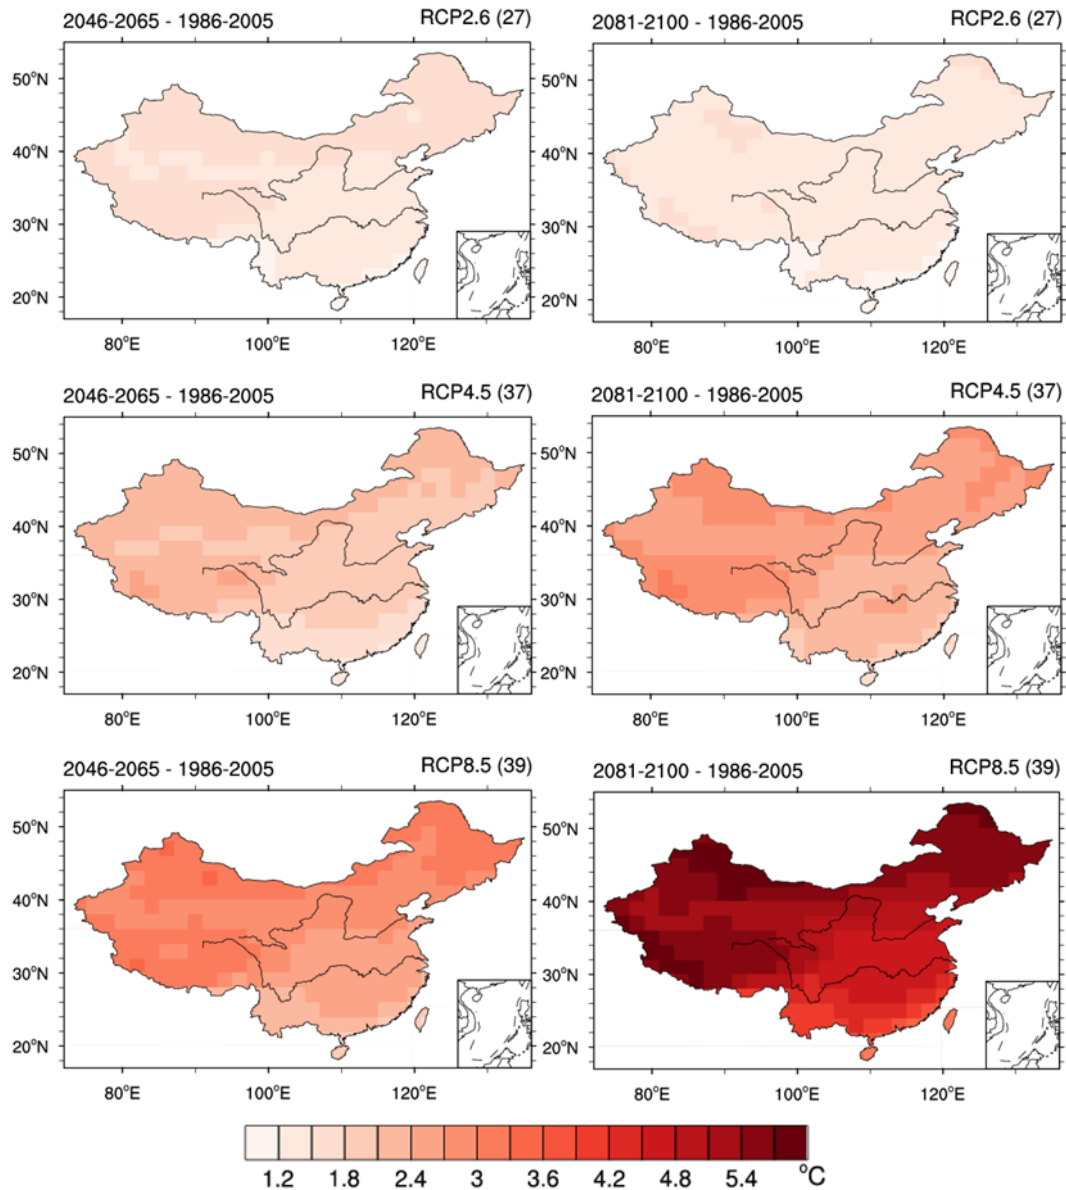 2046-2065 - 1986-2005 RCP2.6 (27)
2081-2100 - 1986-2005 RCP2.6 (27)
50°N
40°N
30°N
20°N
80°E 100°E 120°E
50°N
40°N
30°N
20°N
80°E 100°E 120°E
2046-2065 - 1986-2005 RCP4.5 (37)
2081-2100 - 1986-2005 RCP4.5 (37)
50°N
40°N
30°N
20°N
80°E 100°E 120°E
50°N
40°N
30°N
20°N
80°E 100°E 120°E
2046-2065 - 1986-2005 RCP8.5 (39)
2081-2100 - 1986-2005 RCP8.5 (39)
50°N
40°N
30°N
20°N
80°E 100°E 120°E
50°N
40°N
30°N
20°N
80°E 100°E 120°E
1.2 1.8 2.4 3 3.6 4.2 4.8 5.4 °C